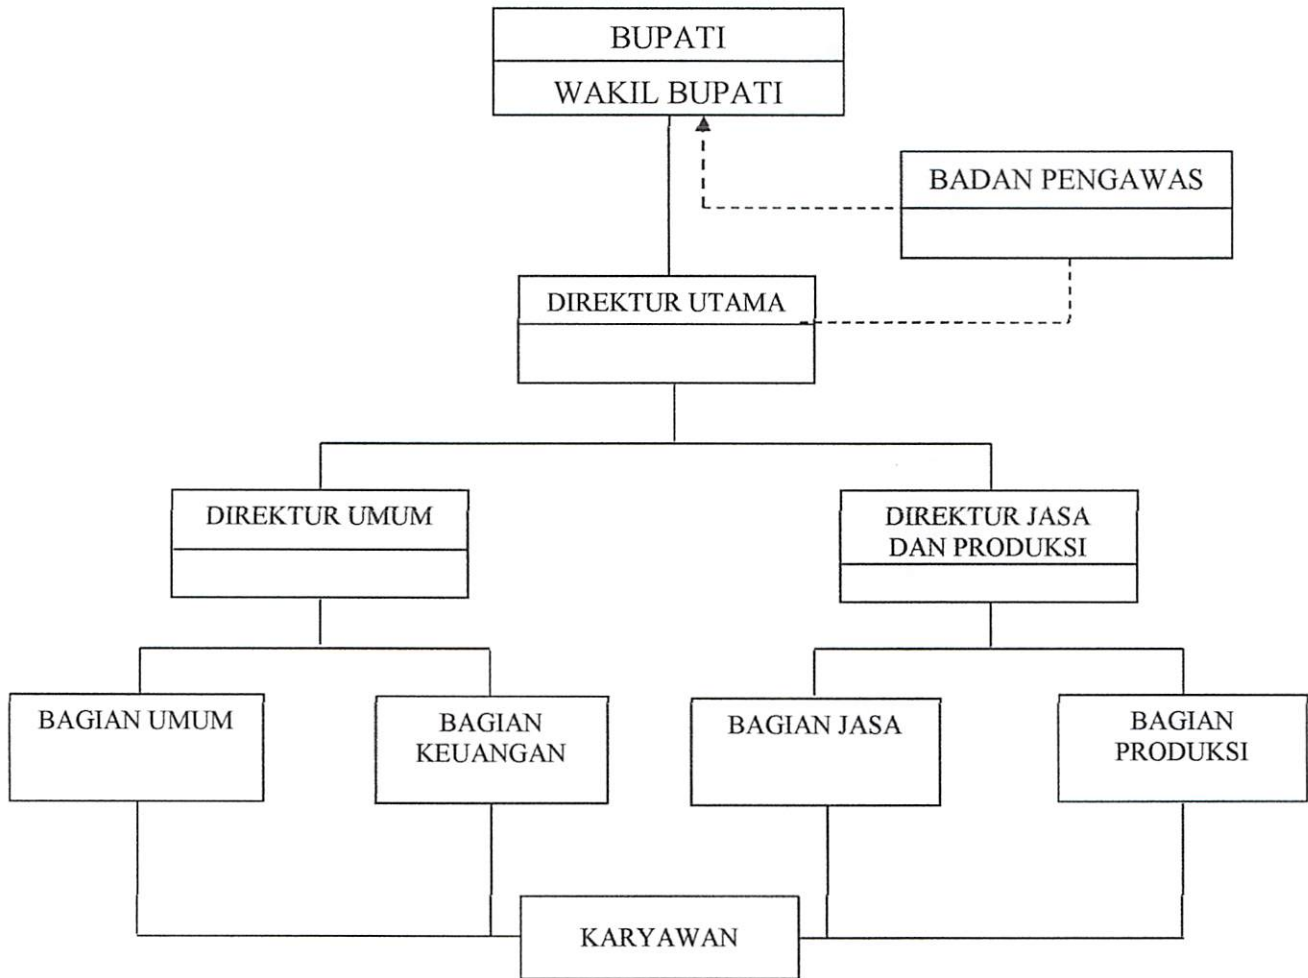 BUPATI
WAKIL BUPATI
BADAN PENGAWAS
DIREKTUR UTAMA
DIREKTUR UMUM
DIREKTUR JASA
DAN PRODUKSI
BAGIAN UMUM
BAGIAN
KEUANGAN
BAGIAN JASA
BAGIAN
PRODUKSI
KARYAWAN